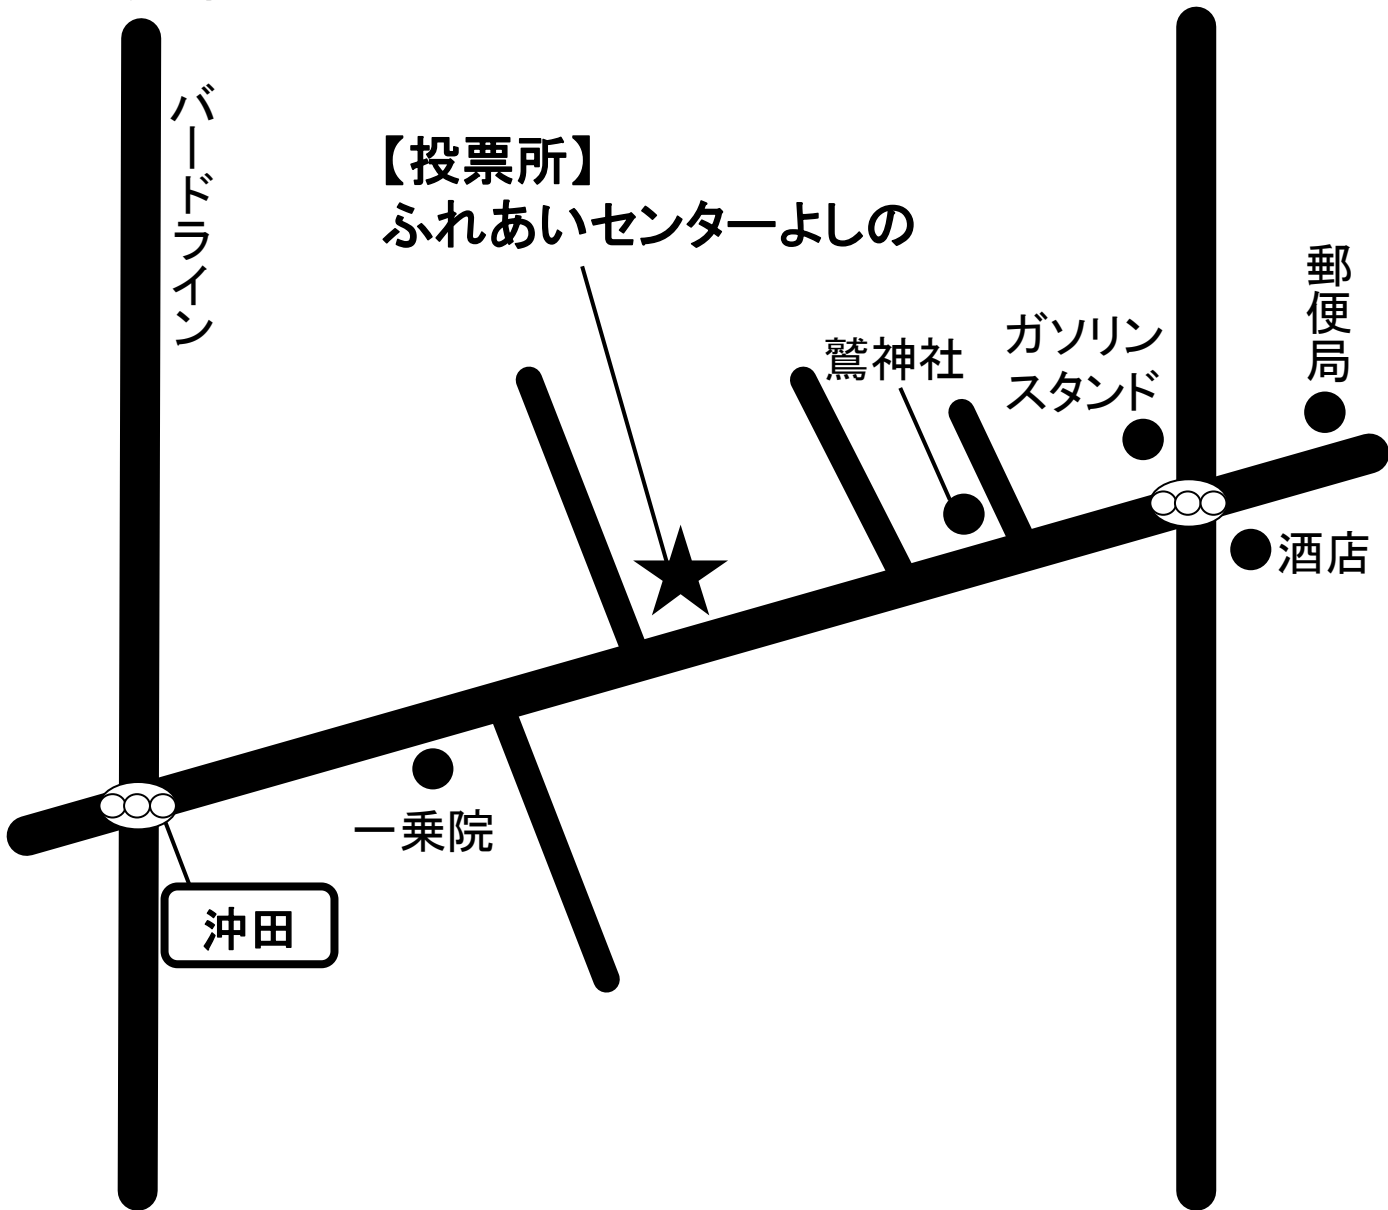 バードライン
【投票所】
ふれあいセンターよしの
鷲神社
ガソリン
スタンド
郵便局
酒店
一乗院
沖田